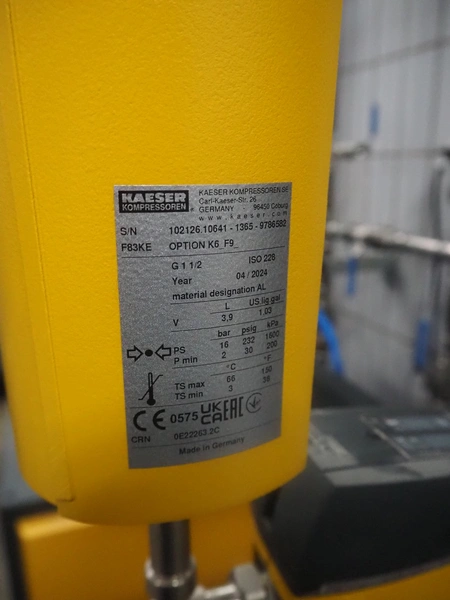 KAESER
KOMPRESSOREN
KAESER KOMPRESSOREN SE
Carl-Kaeser-Str. 26
GERMANY - 96450 Coburg
www.kaeser.com
S/N 102126.10641 - 1365 - 9786582
F83KE OPTION K6_F9_
G 1 1/2 ISO 228
Year 04 / 2024
material designation AL
L US liq gal
V 3,9 1,03
bar psig kPa
PS 16 232 1600
P min 2 30 200
°C °F
TS max 66 150
TS min 3 38
CE 0575 UKCA EAC
CRN 0E22263.2C
Made in Germany